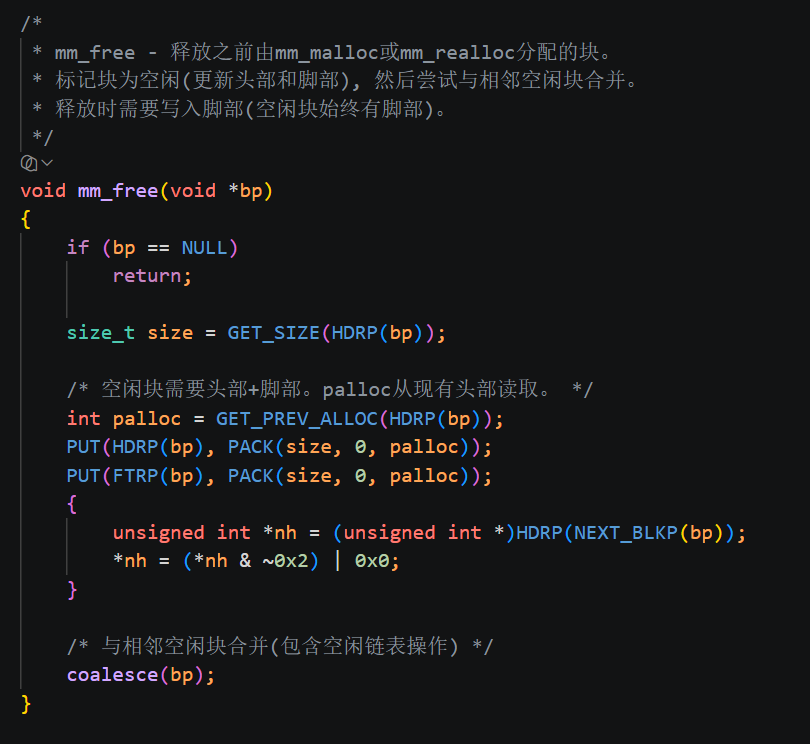 /*
 * mm_free - 释放之前由mm_malloc或mm_realloc分配的块。
 * 标记块为空闲(更新头部和脚部), 然后尝试与相邻空闲块合并。
 * 释放时需要写入脚部(空闲块始终有脚部)。
 */
void mm_free(void *bp)
{
    if (bp == NULL)
        return;
    size_t size = GET_SIZE(HDRP(bp));
    /* 空闲块需要头部+脚部。palloc从现有头部读取。 */
    int palloc = GET_PREV_ALLOC(HDRP(bp));
    PUT(HDRP(bp), PACK(size, 0, palloc));
    PUT(FTRP(bp), PACK(size, 0, palloc));
    {
        unsigned int *nh = (unsigned int *)HDRP(NEXT_BLKP(bp));
        *nh = (*nh & ~0x2) | 0x0;
    }
    /* 与相邻空闲块合并(包含空闲链表操作) */
    coalesce(bp);
}